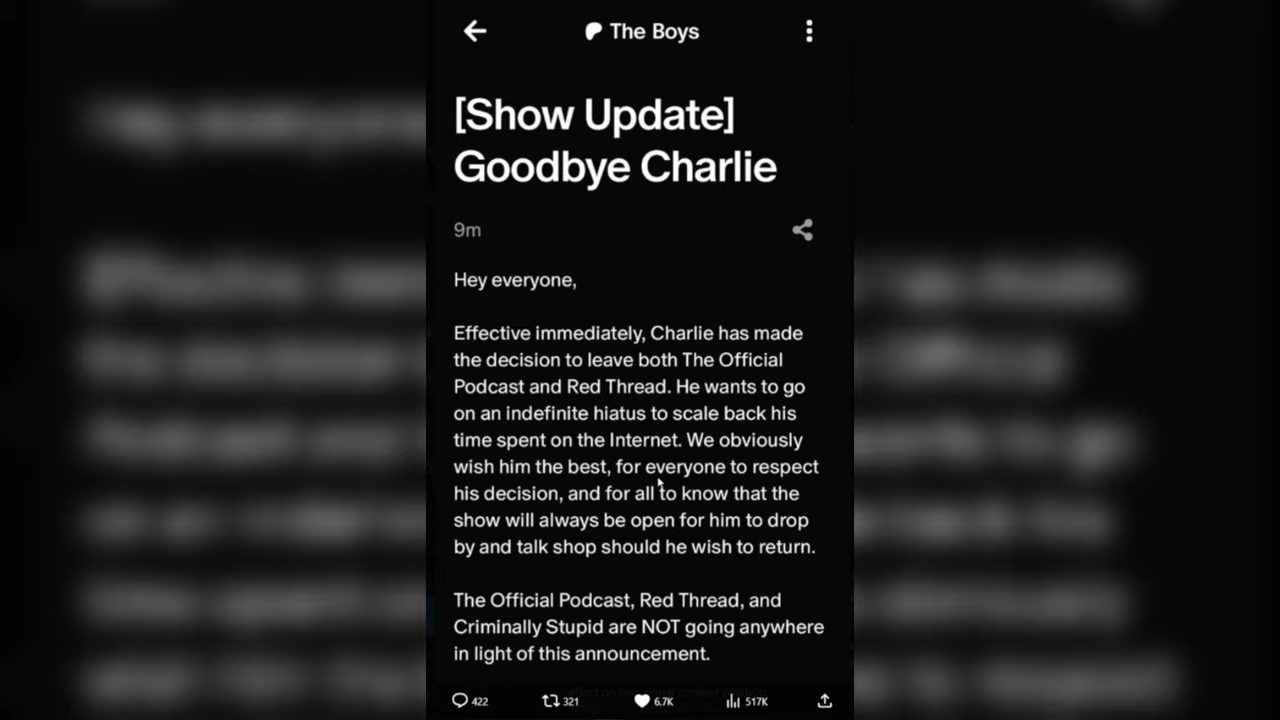 The Boys
[Show Update]
Goodbye Charlie
9m
Hey everyone,
Effective immediately, Charlie has made
the decision to leave both The Official
Podcast and Red Thread. He wants to go
on an indefinite hiatus to scale back his
time spent on the Internet. We obviously
wish him the best, for everyone to respect
his decision, and for all to know that the
show will always be open for him to drop
by and talk shop should he wish to return.
The Official Podcast, Red Thread, and
Criminally Stupid are NOT going anywhere
in light of this announcement.
422 321 6.7K 517K